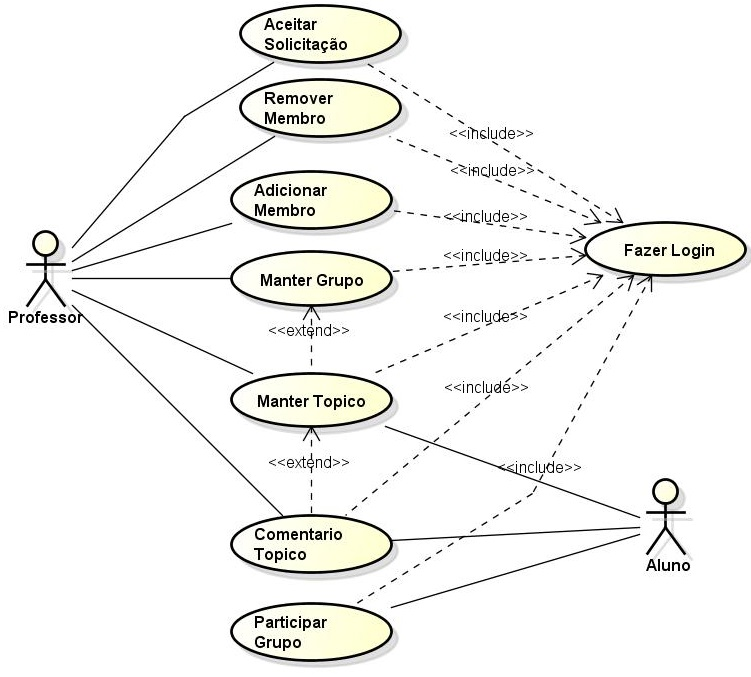 Aceitar
Solicitação
Remover
Membro
<<include>>
<<include>>
Adicionar
Membro
<<include>>
Fazer Login
<<include>>
Manter Grupo
Professor
<<include>>
<<extend>>
<<include>>
Manter Topico
<<extend>>
<<include>>
Comentario
Topico
Aluno
Participar
Grupo